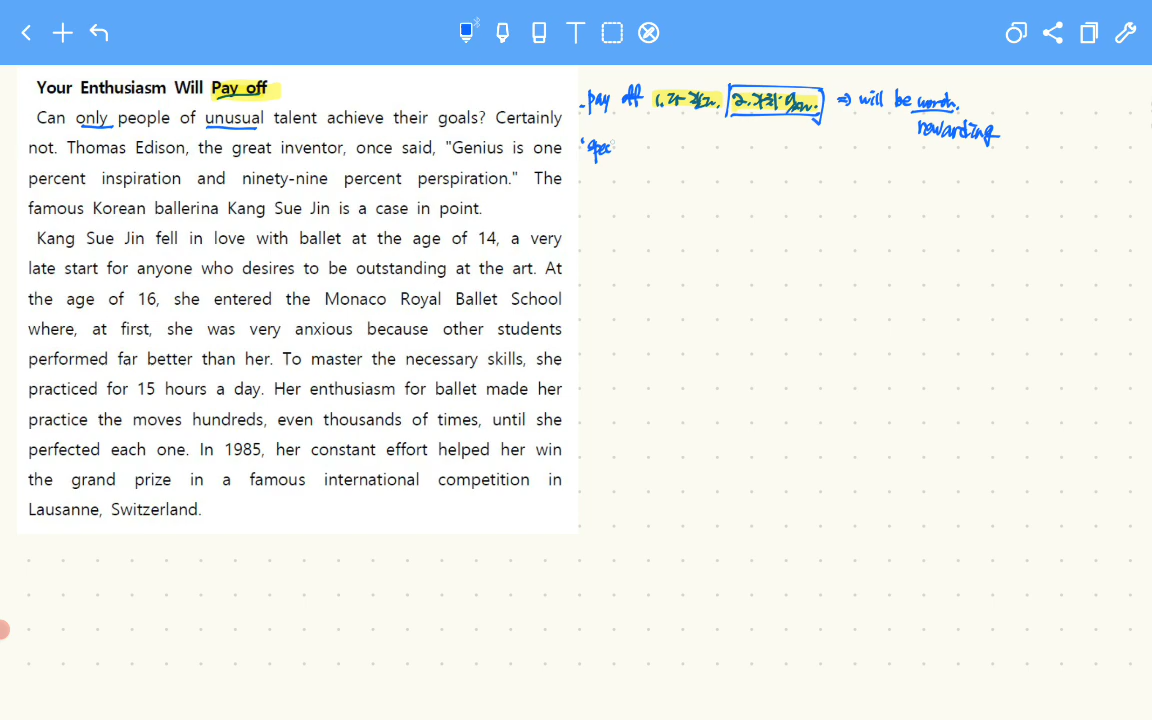 Your Enthusiasm Will Pay off
Can only people of unusual talent achieve their goals? Certainly
not. Thomas Edison, the great inventor, once said, "Genius is one
percent inspiration and ninety-nine percent perspiration." The
famous Korean ballerina Kang Sue Jin is a case in point.
Kang Sue Jin fell in love with ballet at the age of 14, a very
late start for anyone who desires to be outstanding at the art. At
the age of 16, she entered the Monaco Royal Ballet School
where, at first, she was very anxious because other students
performed far better than her. To master the necessary skills, she
practiced for 15 hours a day. Her enthusiasm for ballet made her
practice the moves hundreds, even thousands of times, until she
perfected each one. In 1985, her constant effort helped her win
the grand prize in a famous international competition in
Lausanne, Switzerland.
pay off 1. 다 갚다. 2. 가치 있다. ⇒ will be worth.
rewarding
spec